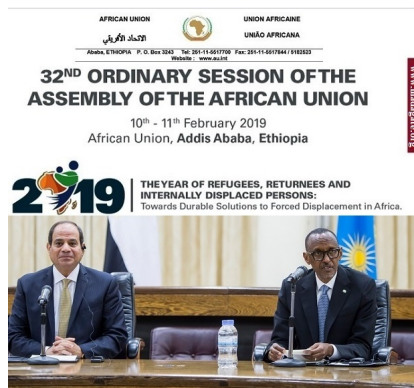 AFRICAN UNION
UNION AFRICAINE
الاتحاد الأفريقي
UNIÃO AFRICANA
Ababa, ETHIOPIA P. O. Box 3243 Tel: 251-11-5517700 Fax: 251-11-5517844 / 5182523
Website : www.au.int
32ND ORDINARY SESSION OF THE
ASSEMBLY OF THE AFRICAN UNION
10th - 11th February 2019
African Union, Addis Ababa, Ethiopia
2019
THE YEAR OF REFUGEES, RETURNEES AND
INTERNALLY DISPLACED PERSONS:
Towards Durable Solutions to Forced Displacement in Africa.